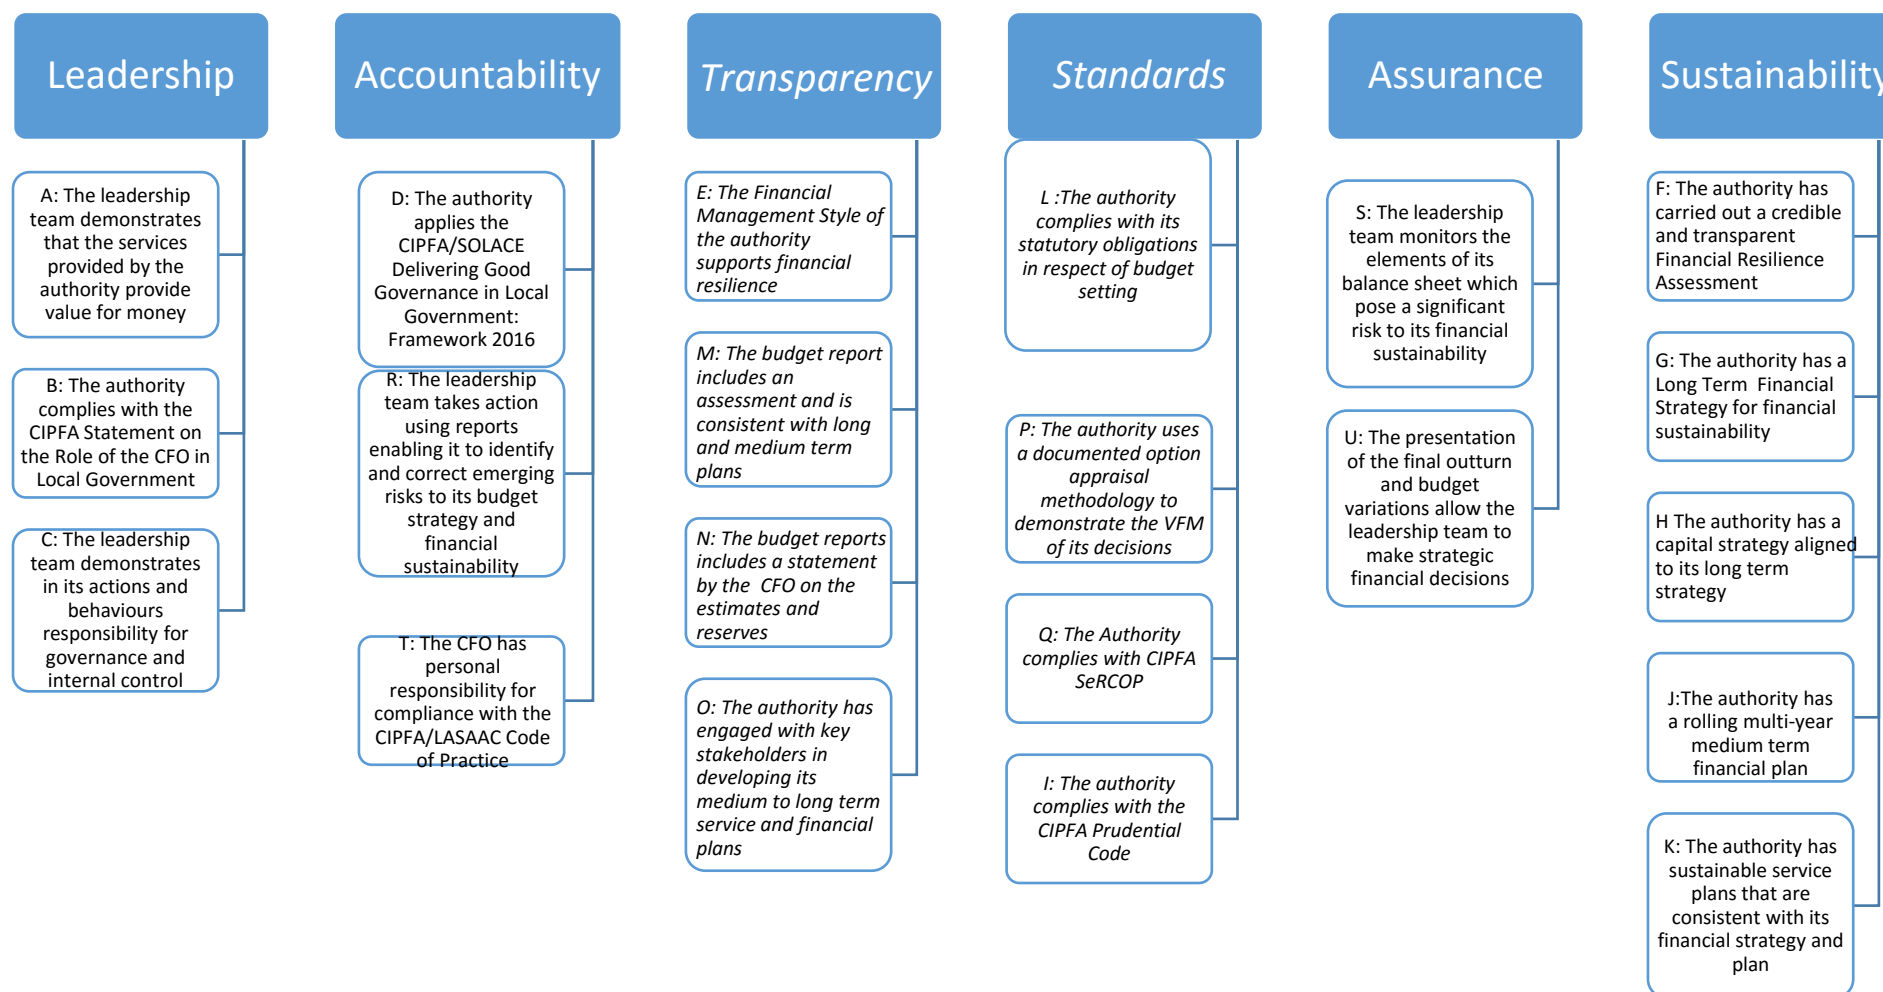 Leadership
A: The leadership
team demonstrates
that the services
provided by the
authority provide
value for money
B: The authority
complies with the
CIPFA Statement on
the Role of the CFO in
Local Government
C: The leadership
team demonstrates
in its actions and
behaviours
responsibility for
governance and
internal control
Accountability
D: The authority
applies the
CIPFA/SOLACE
Delivering Good
Governance in Local
Government:
Framework 2016
R: The leadership
team takes action
using reports
enabling it to identify
and correct emerging
risks to its budget
strategy and
financial
sustainability
T: The CFO has
personal
responsibility for
compliance with the
CIPFA/LASAAC Code
of Practice
Transparency
E: The Financial
Management Style of
the authority
supports financial
resilience
M: The budget report
includes an
assessment and is
consistent with long
and medium term
plans
N: The budget reports
includes a statement
by the CFO on the
estimates and
reserves
O: The authority has
engaged with key
stakeholders in
developing its
medium to long term
service and financial
plans
Standards
L :The authority
complies with its
statutory obligations
in respect of budget
setting
P: The authority uses
a documented option
appraisal
methodology to
demonstrate the VFM
of its decisions
Q: The Authority
complies with CIPFA
SeRCOP
I: The authority
complies with the
CIPFA Prudential
Code
Assurance
S: The leadership
team monitors the
elements of its
balance sheet which
pose a significant
risk to its financial
sustainability
U: The presentation
of the final outturn
and budget
variations allow the
leadership team to
make strategic
financial decisions
Sustainability
F: The authority has
carried out a credible
and transparent
Financial Resilience
Assessment
G: The authority has a
Long Term Financial
Strategy for financial
sustainability
H The authority has a
capital strategy aligned
to its long term
strategy
J:The authority has
a rolling multi-year
medium term
financial plan
K: The authority has
sustainable service
plans that are
consistent with its
financial strategy and
plan